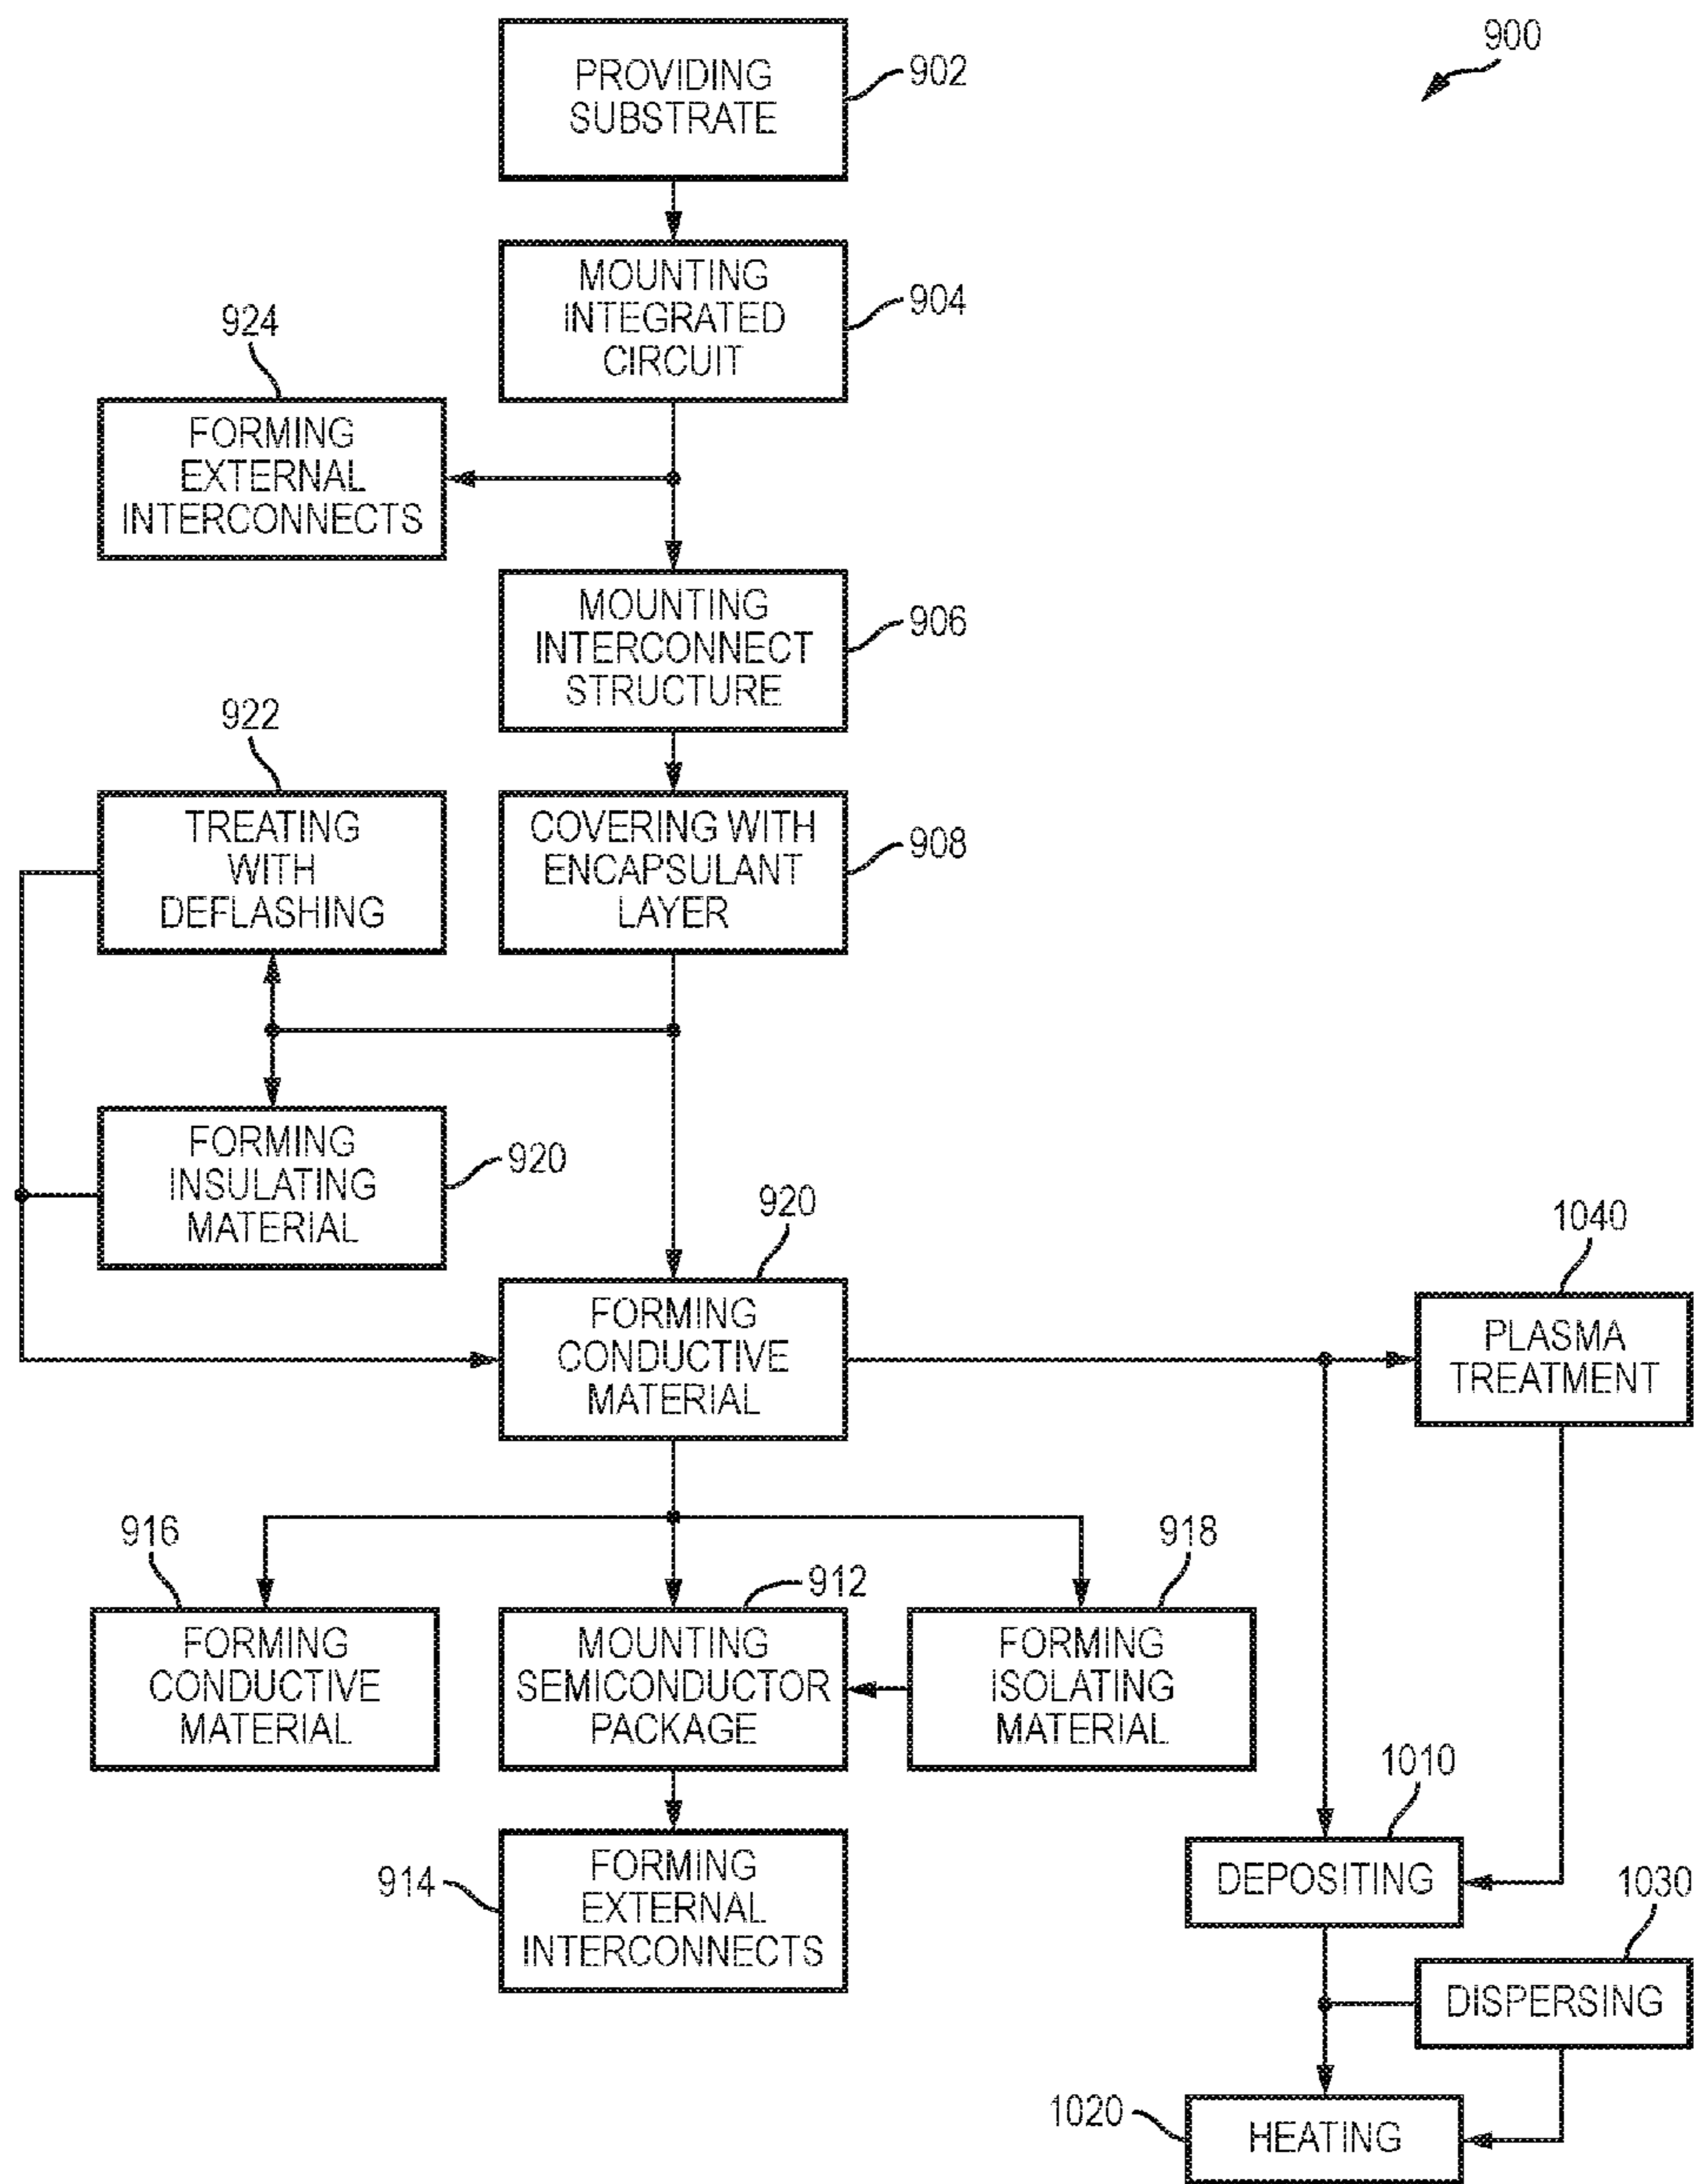 900
PROVIDING
SUBSTRATE
902
MOUNTING
INTEGRATED
CIRCUIT
904
924
FORMING
EXTERNAL
INTERCONNECTS
MOUNTING
INTERCONNECT
STRUCTURE
906
922
TREATING
WITH
DEFLASHING
COVERING WITH
ENCAPSULANT
LAYER
908
FORMING
INSULATING
MATERIAL
920
920
FORMING
CONDUCTIVE
MATERIAL
1040
PLASMA
TREATMENT
916
FORMING
CONDUCTIVE
MATERIAL
912
MOUNTING
SEMICONDUCTOR
PACKAGE
918
FORMING
ISOLATING
MATERIAL
914
FORMING
EXTERNAL
INTERCONNECTS
1010
DEPOSITING
1030
DISPERSING
1020
HEATING